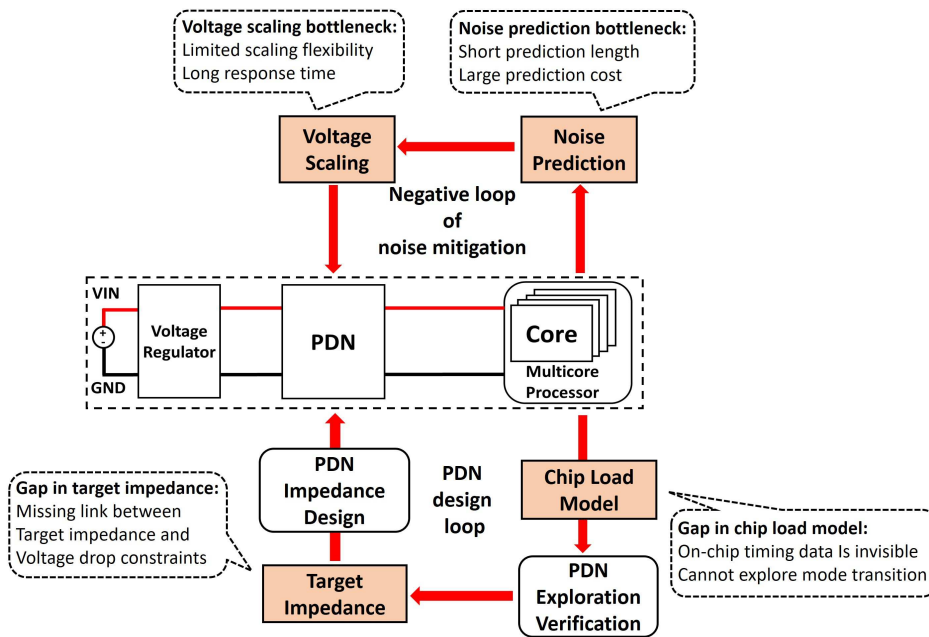 Voltage scaling bottleneck:
Limited scaling flexibility
Long response time
Noise prediction bottleneck:
Short prediction length
Large prediction cost
Voltage
Scaling
Noise
Prediction
Negative loop
of
noise mitigation
VIN
+
-
GND
Voltage
Regulator
PDN
Core
Multicore
Processor
PDN
Impedance
Design
PDN
design
loop
Chip Load
Model
Gap in target impedance:
Missing link between
Target impedance and
Voltage drop constraints
Gap in chip load model:
On-chip timing data Is invisible
Cannot explore mode transition
Target
Impedance
PDN
Exploration
Verification